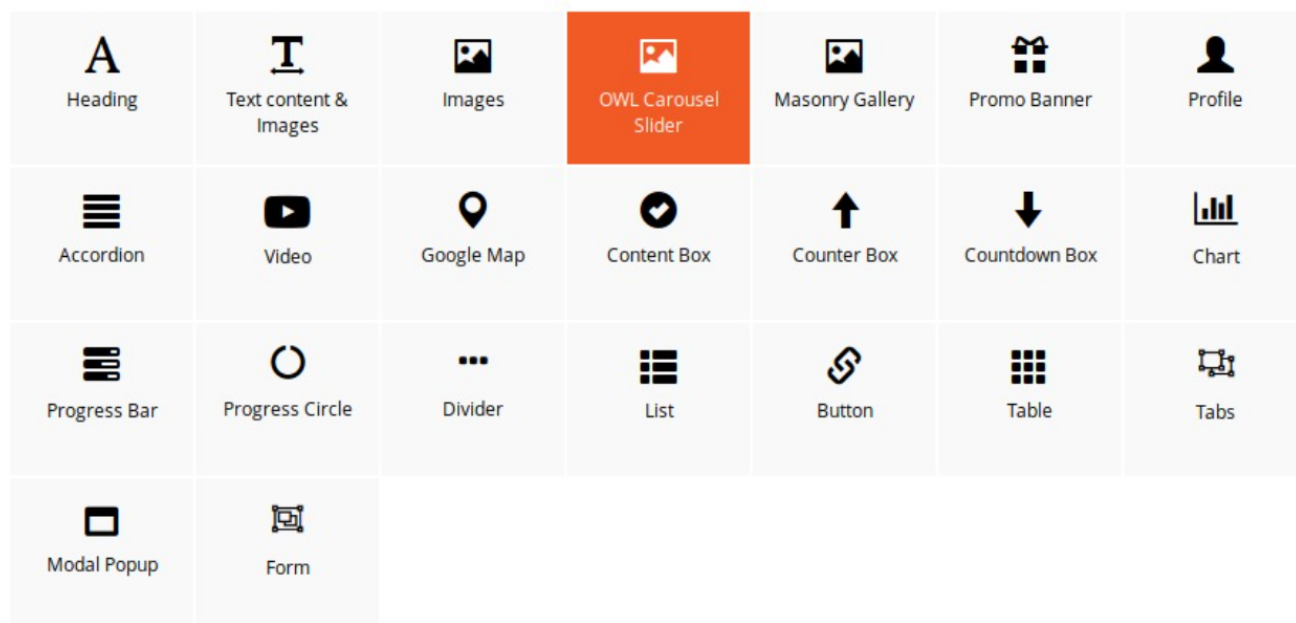 Heading
Text content &
Images
Images
OWL Carousel
Slider
Masonry Gallery
Promo Banner
Profile
Accordion
Video
Google Map
Content Box
Counter Box
Countdown Box
Chart
Progress Bar
Progress Circle
Divider
List
Button
Table
Tabs
Modal Popup
Form